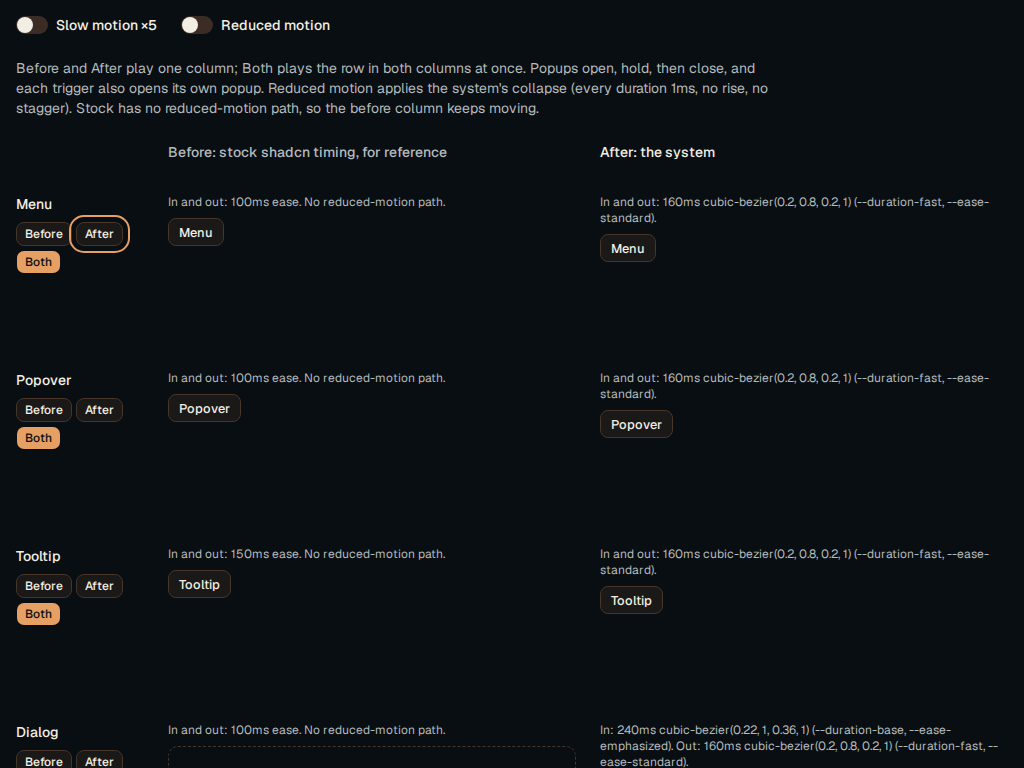 Slow motion ×5
Reduced motion
Before and After play one column; Both plays the row in both columns at once. Popups open, hold, then close, and
each trigger also opens its own popup. Reduced motion applies the system's collapse (every duration 1ms, no rise, no
stagger). Stock has no reduced-motion path, so the before column keeps moving.
Before: stock shadcn timing, for reference
After: the system
Menu
Before
After
Both
In and out: 100ms ease. No reduced-motion path.
Menu
In and out: 160ms cubic-bezier(0.2, 0.8, 0.2, 1) (--duration-fast, --ease-
standard).
Menu
Popover
Before
After
Both
In and out: 100ms ease. No reduced-motion path.
Popover
In and out: 160ms cubic-bezier(0.2, 0.8, 0.2, 1) (--duration-fast, --ease-
standard).
Popover
Tooltip
Before
After
Both
In and out: 150ms ease. No reduced-motion path.
Tooltip
In and out: 160ms cubic-bezier(0.2, 0.8, 0.2, 1) (--duration-fast, --ease-
standard).
Tooltip
Dialog
Before
After
In and out: 100ms ease. No reduced-motion path.
In: 240ms cubic-bezier(0.22, 1, 0.36, 1) (--duration-base, --ease-
emphasized). Out: 160ms cubic-bezier(0.2, 0.8, 0.2, 1) (--duration-fast, --
ease-standard).